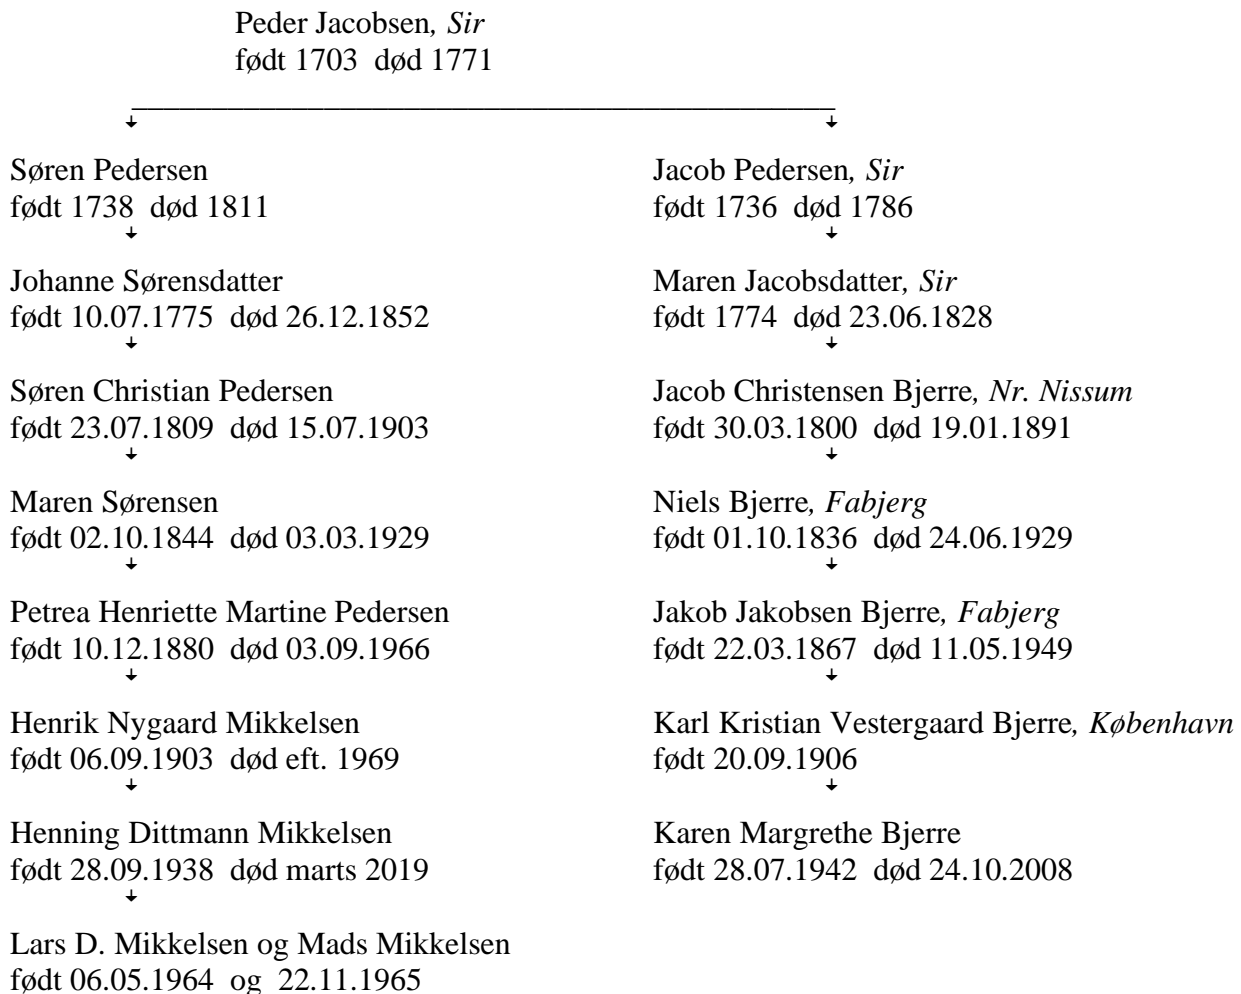 Peder Jacobsen, Sir
født 1703 død 1771
Søren Pedersen
født 1738 død 1811
Johanne Sørensdatter
født 10.07.1775 død 26.12.1852
Søren Christian Pedersen
født 23.07.1809 død 15.07.1903
Maren Sørensen
født 02.10.1844 død 03.03.1929
Petrea Henriette Martine Pedersen
født 10.12.1880 død 03.09.1966
Henrik Nygaard Mikkelsen
født 06.09.1903 død eft. 1969
Henning Dittmann Mikkelsen
født 28.09.1938 død marts 2019
Lars D. Mikkelsen og Mads Mikkelsen
født 06.05.1964 og 22.11.1965
Jacob Pedersen, Sir
født 1736 død 1786
Maren Jacobsdatter, Sir
født 1774 død 23.06.1828
Jacob Christensen Bjerre, Nr. Nissum
født 30.03.1800 død 19.01.1891
Niels Bjerre, Fabjerg
født 01.10.1836 død 24.06.1929
Jakob Jakobsen Bjerre, Fabjerg
født 22.03.1867 død 11.05.1949
Karl Kristian Vestergaard Bjerre, København
født 20.09.1906
Karen Margrethe Bjerre
født 28.07.1942 død 24.10.2008